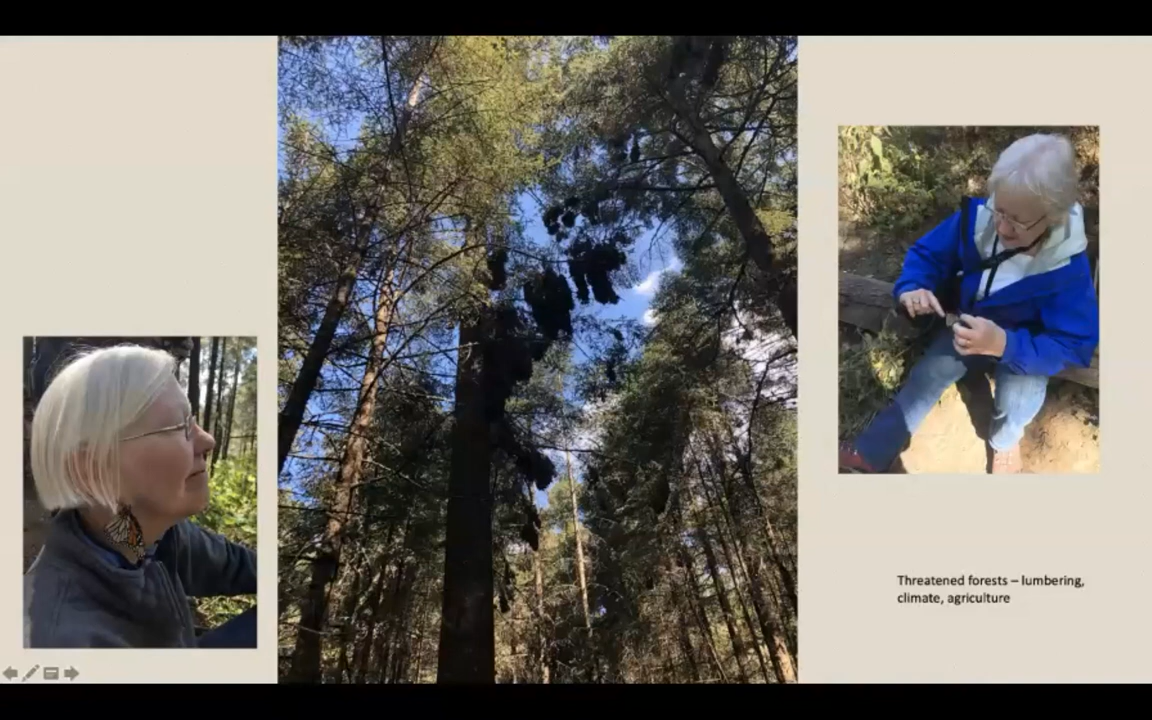 Threatened forests – lumbering,
climate, agriculture